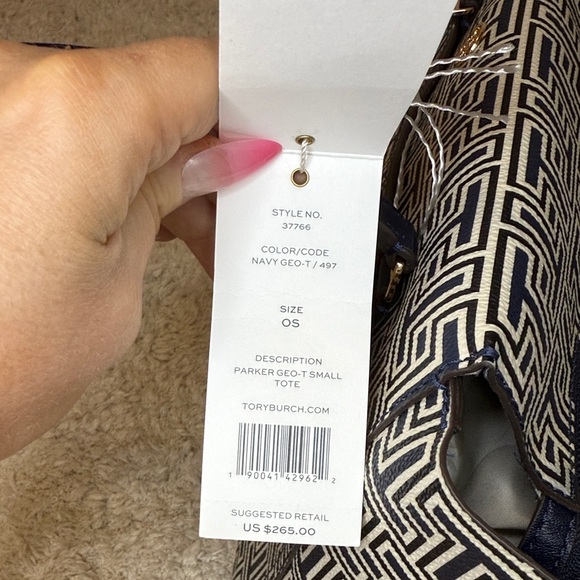 STYLE NO.
37766
COLOR/CODE
NAVY GEO-T / 497
SIZE
OS
DESCRIPTION
PARKER GEO-T SMALL
TOTE
TORYBURCH.COM
1 90041 42962 2
SUGGESTED RETAIL
US $265.00